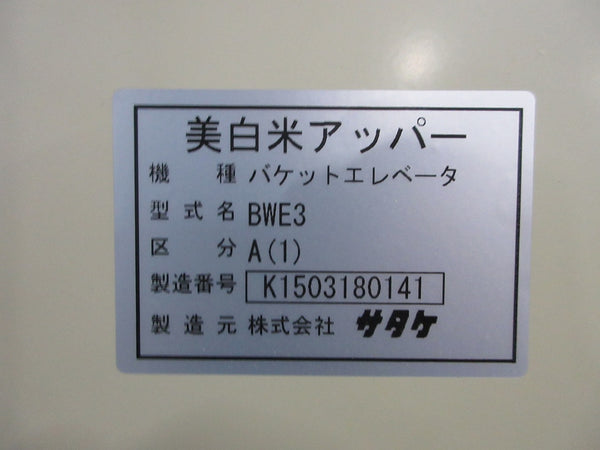 美白米アッパー
機種 バケットエレベータ
型式名 BWE3
区分 A(1)
製造番号 K1503180141
製造元 株式会社 サタケ